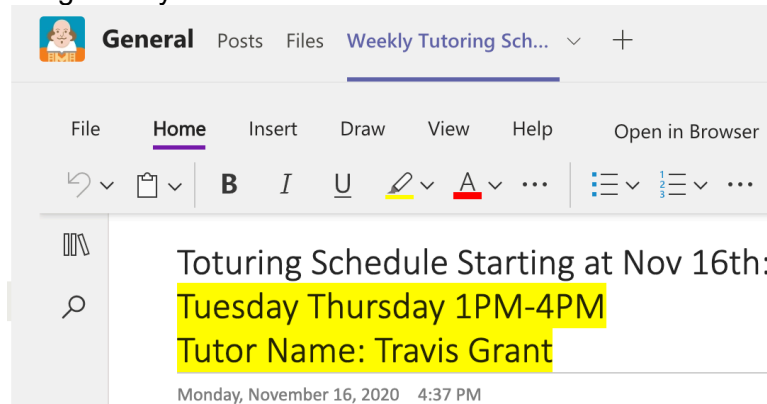 General Posts Files Weekly Tutoring Sch...
File Home Insert Draw View Help Open in Browser
B I U A ...
Toturing Schedule Starting at Nov 16th:
Tuesday Thursday 1PM-4PM
Tutor Name: Travis Grant
Monday, November 16, 2020 4:37 PM